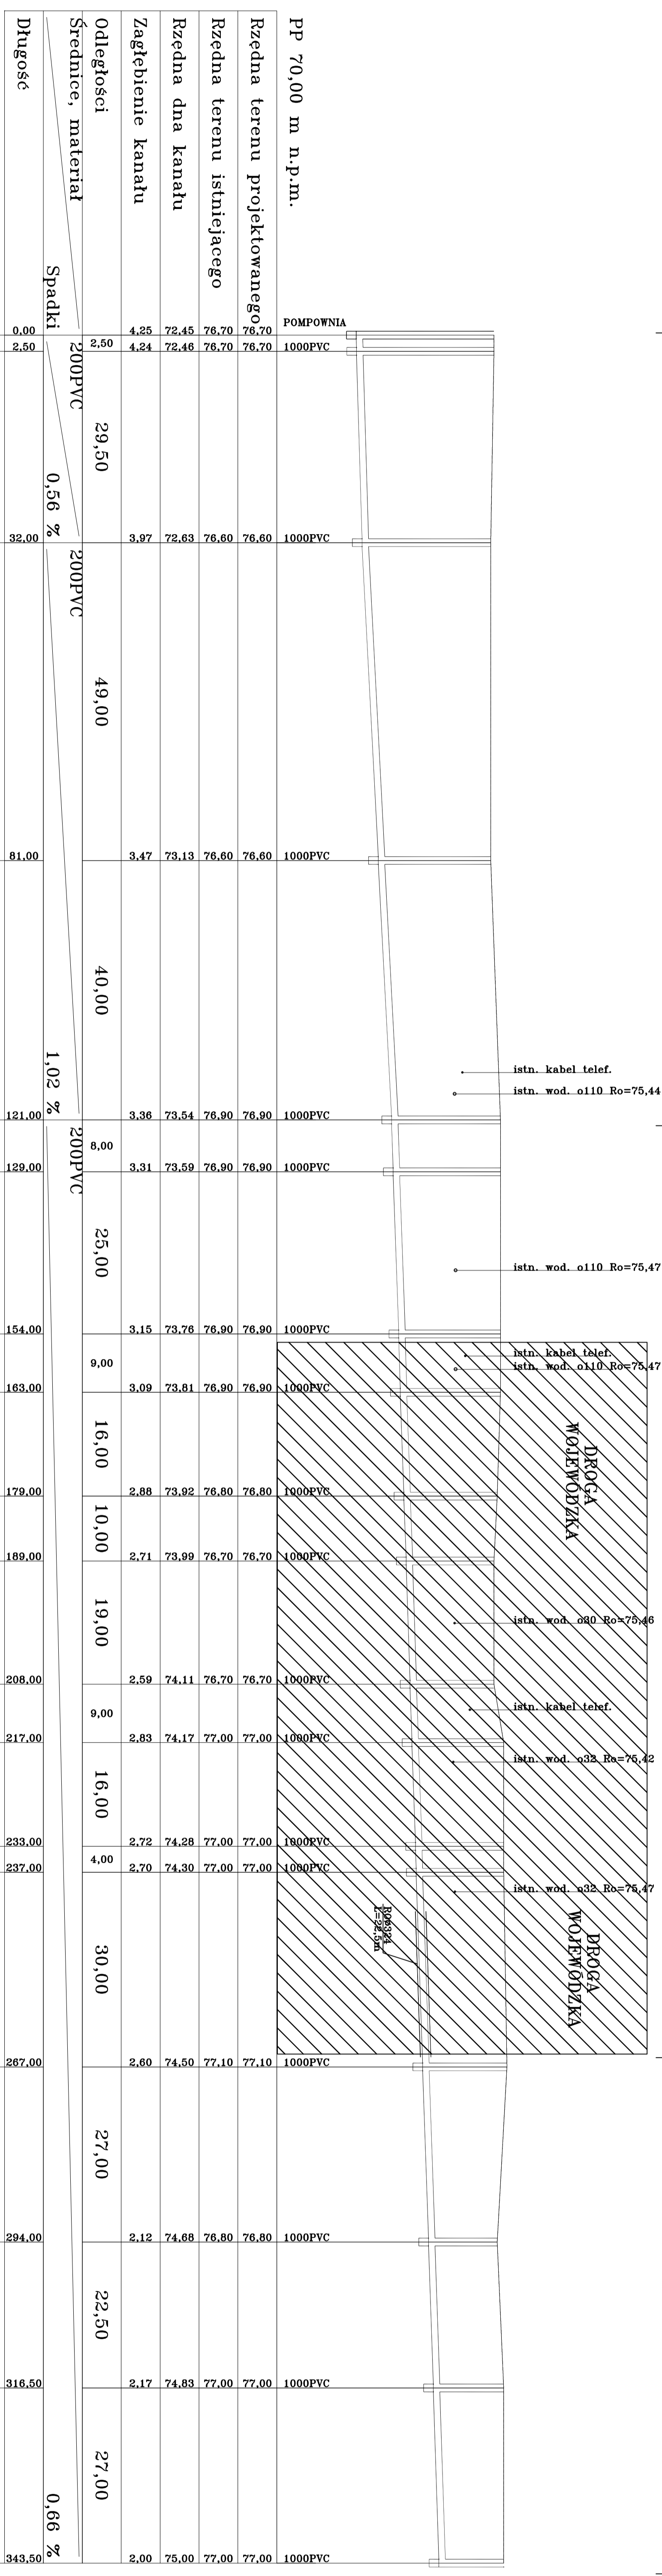 PP 70,00 m n.p.m.
Rzędna terenu projektowanego
Rzędna terenu istniejącego
Rzędna dna kanału
Zagłębienie kanału
Odległości
Średnice, materiał
Spadki
Długość
POMPOWNIA
0,00 4,25 72,45 76,70 76,70
2,50
2,50 4,24 72,46 76,70 76,70 1000PVC
200PVC
29,50
0,56 %
32,00 3,97 72,63 76,60 76,60 1000PVC
200PVC
49,00
81,00 3,47 73,13 76,60 76,60 1000PVC
40,00
istn. kabel telef.
istn. wod. o110 Ro=75,44
1,02 %
121,00 3,36 73,54 76,90 76,90 1000PVC
200PVC
8,00
129,00 3,31 73,59 76,90 76,90 1000PVC
25,00
istn. wod. o110 Ro=75,47
154,00 3,15 73,76 76,90 76,90 1000PVC
istn. kabel telef.
9,00
istn. wod. o110 Ro=75,47
163,00 3,09 73,81 76,90 76,90 1000PVC
DROGA
WOJEWÓDZKA
16,00
179,00 2,88 73,92 76,80 76,80 1000PVC
10,00
189,00 2,71 73,99 76,70 76,70 1000PVC
19,00
istn. wod. o80 Ro=75,46
208,00 2,59 74,11 76,70 76,70 1000PVC
istn. kabel telef.
9,00
217,00 2,83 74,17 77,00 77,00 1000PVC
istn. wod. o32 Ro=75,42
16,00
233,00 2,72 74,28 77,00 77,00 1000PVC
4,00
237,00 2,70 74,30 77,00 77,00 1000PVC
istn. wod. o32 Ro=75,47
DROGA
WOJEWÓDZKA
L=22,5m
30,00
267,00 2,60 74,50 77,10 77,10 1000PVC
27,00
294,00 2,12 74,68 76,80 76,80 1000PVC
22,50
316,50 2,17 74,83 77,00 77,00 1000PVC
27,00
0,66 %
343,50 2,00 75,00 77,00 77,00 1000PVC